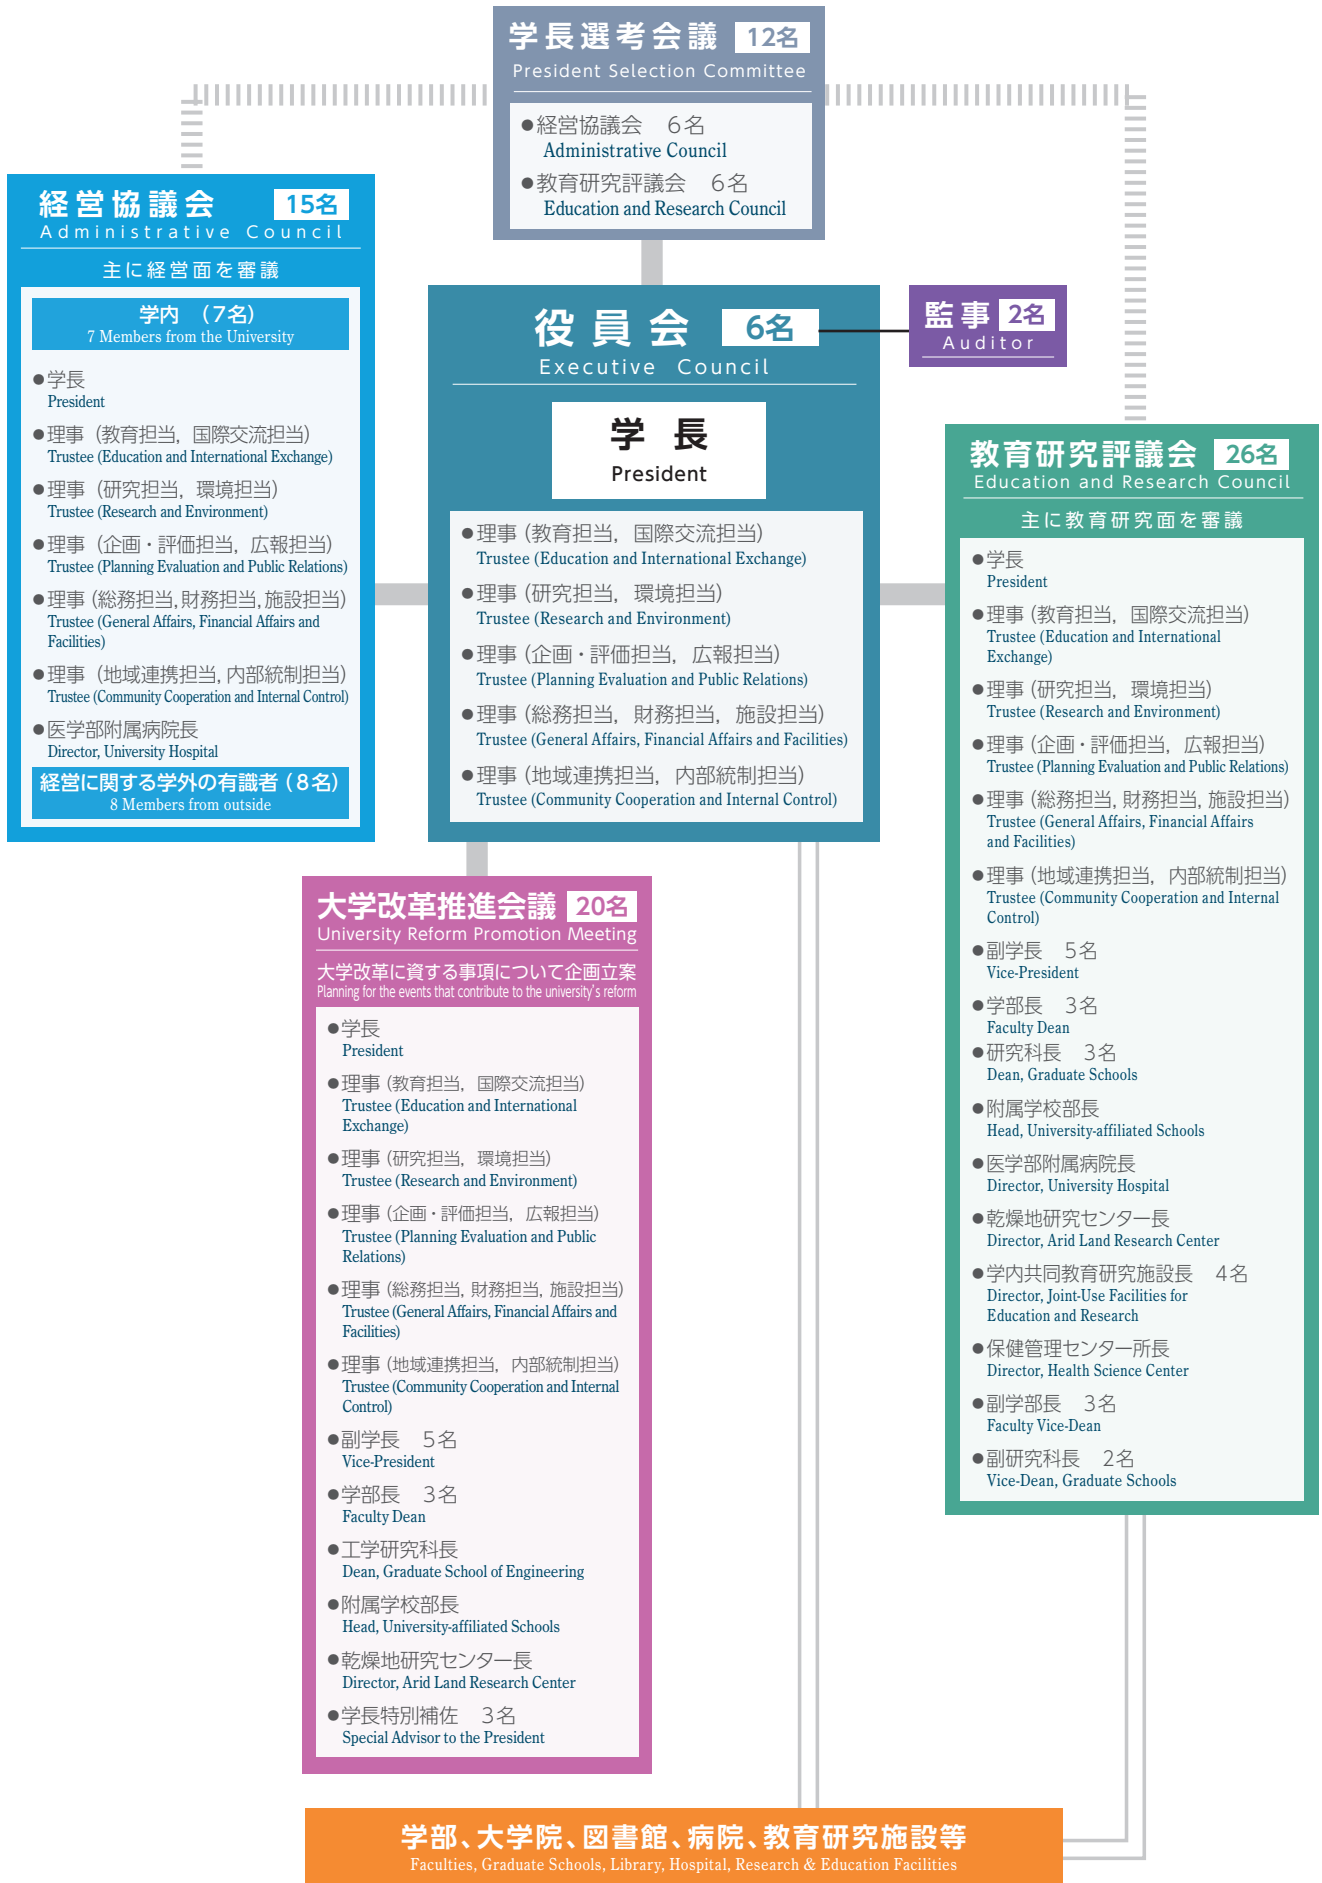 学長選考会議 12名
President Selection Committee
●経営協議会　6名
Administrative Council
●教育研究評議会　6名
Education and Research Council
経営協議会 15名
Administrative Council
主に経営面を審議
学内　（7名）
7 Members from the University
●学長
President
●理事（教育担当，国際交流担当）
Trustee (Education and International Exchange)
●理事（研究担当，環境担当）
Trustee (Research and Environment)
●理事（企画・評価担当，広報担当）
Trustee (Planning Evaluation and Public Relations)
●理事（総務担当，財務担当，施設担当）
Trustee (General Affairs, Financial Affairs and
Facilities)
●理事（地域連携担当，内部統制担当）
Trustee (Community Cooperation and Internal Control)
●医学部附属病院長
Director, University Hospital
経営に関する学外の有識者（8名）
8 Members from outside
役員会 6名
Executive Council
学長
President
●理事（教育担当，国際交流担当）
Trustee (Education and International Exchange)
●理事（研究担当，環境担当）
Trustee (Research and Environment)
●理事（企画・評価担当，広報担当）
Trustee (Planning Evaluation and Public Relations)
●理事（総務担当，財務担当，施設担当）
Trustee (General Affairs, Financial Affairs and Facilities)
●理事（地域連携担当，内部統制担当）
Trustee (Community Cooperation and Internal Control)
監事 2名
Auditor
教育研究評議会 26名
Education and Research Council
主に教育研究面を審議
●学長
President
●理事（教育担当，国際交流担当）
Trustee (Education and International
Exchange)
●理事（研究担当，環境担当）
Trustee (Research and Environment)
●理事（企画・評価担当，広報担当）
Trustee (Planning Evaluation and Public Relations)
●理事（総務担当，財務担当，施設担当）
Trustee (General Affairs, Financial Affairs
and Facilities)
●理事（地域連携担当，内部統制担当）
Trustee (Community Cooperation and Internal
Control)
●副学長　5名
Vice-President
●学部長　3名
Faculty Dean
●研究科長　3名
Dean, Graduate Schools
●附属学校部長
Head, University-affiliated Schools
●医学部附属病院長
Director, University Hospital
●乾燥地研究センター長
Director, Arid Land Research Center
●学内共同教育研究施設長　4名
Director, Joint-Use Facilities for
Education and Research
●保健管理センター所長
Director, Health Science Center
●副学部長　3名
Faculty Vice-Dean
●副研究科長　2名
Vice-Dean, Graduate Schools
大学改革推進会議 20名
University Reform Promotion Meeting
大学改革に資する事項について企画立案
Planning for the events that contribute to the university's reform
●学長
President
●理事（教育担当，国際交流担当）
Trustee (Education and International
Exchange)
●理事（研究担当，環境担当）
Trustee (Research and Environment)
●理事（企画・評価担当，広報担当）
Trustee (Planning Evaluation and Public
Relations)
●理事（総務担当，財務担当，施設担当）
Trustee (General Affairs, Financial Affairs and
Facilities)
●理事（地域連携担当，内部統制担当）
Trustee (Community Cooperation and Internal
Control)
●副学長　5名
Vice-President
●学部長　3名
Faculty Dean
●工学研究科長
Dean, Graduate School of Engineering
●附属学校部長
Head, University-affiliated Schools
●乾燥地研究センター長
Director, Arid Land Research Center
●学長特別補佐　3名
Special Advisor to the President
学部、大学院、図書館、病院、教育研究施設等
Faculties, Graduate Schools, Library, Hospital, Research & Education Facilities